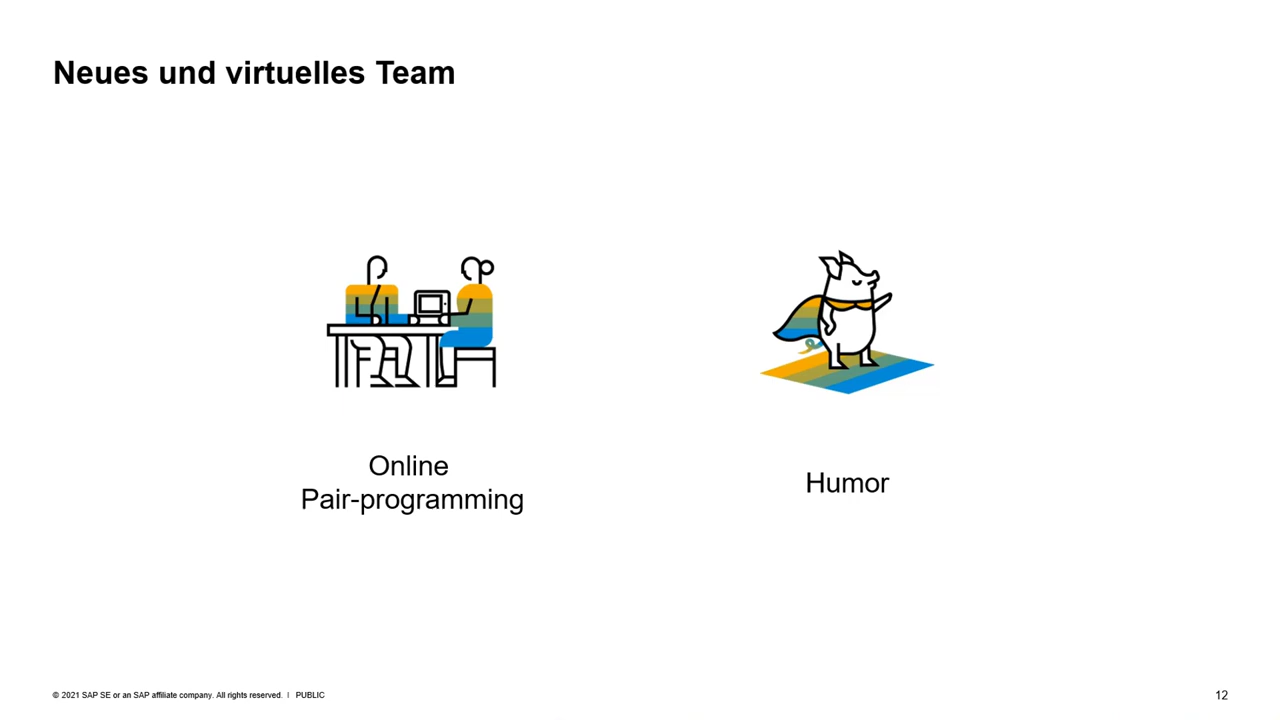 Neues und virtuelles Team
Online
Pair-programming
Humor
© 2021 SAP SE or an SAP affiliate company. All rights reserved. I PUBLIC
12